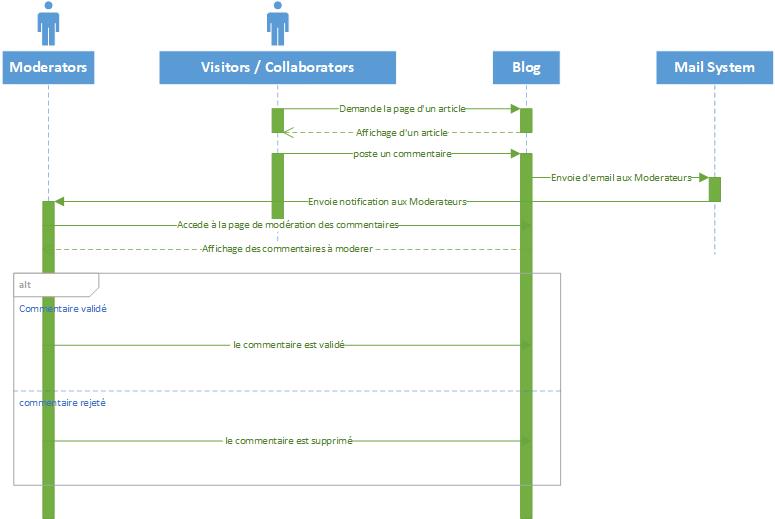 Moderators
Visitors / Collaborators
Blog
Mail System
Demande la page d'un article
Affichage d'un article
poste un commentaire
Envoie d'email aux Moderateurs
Envoie notification aux Moderateurs
Accede à la page de modération des commentaires
Affichage des commentaires à moderer
alt
Commentaire validé
le commentaire est validé
commentaire rejeté
le commentaire est supprimé